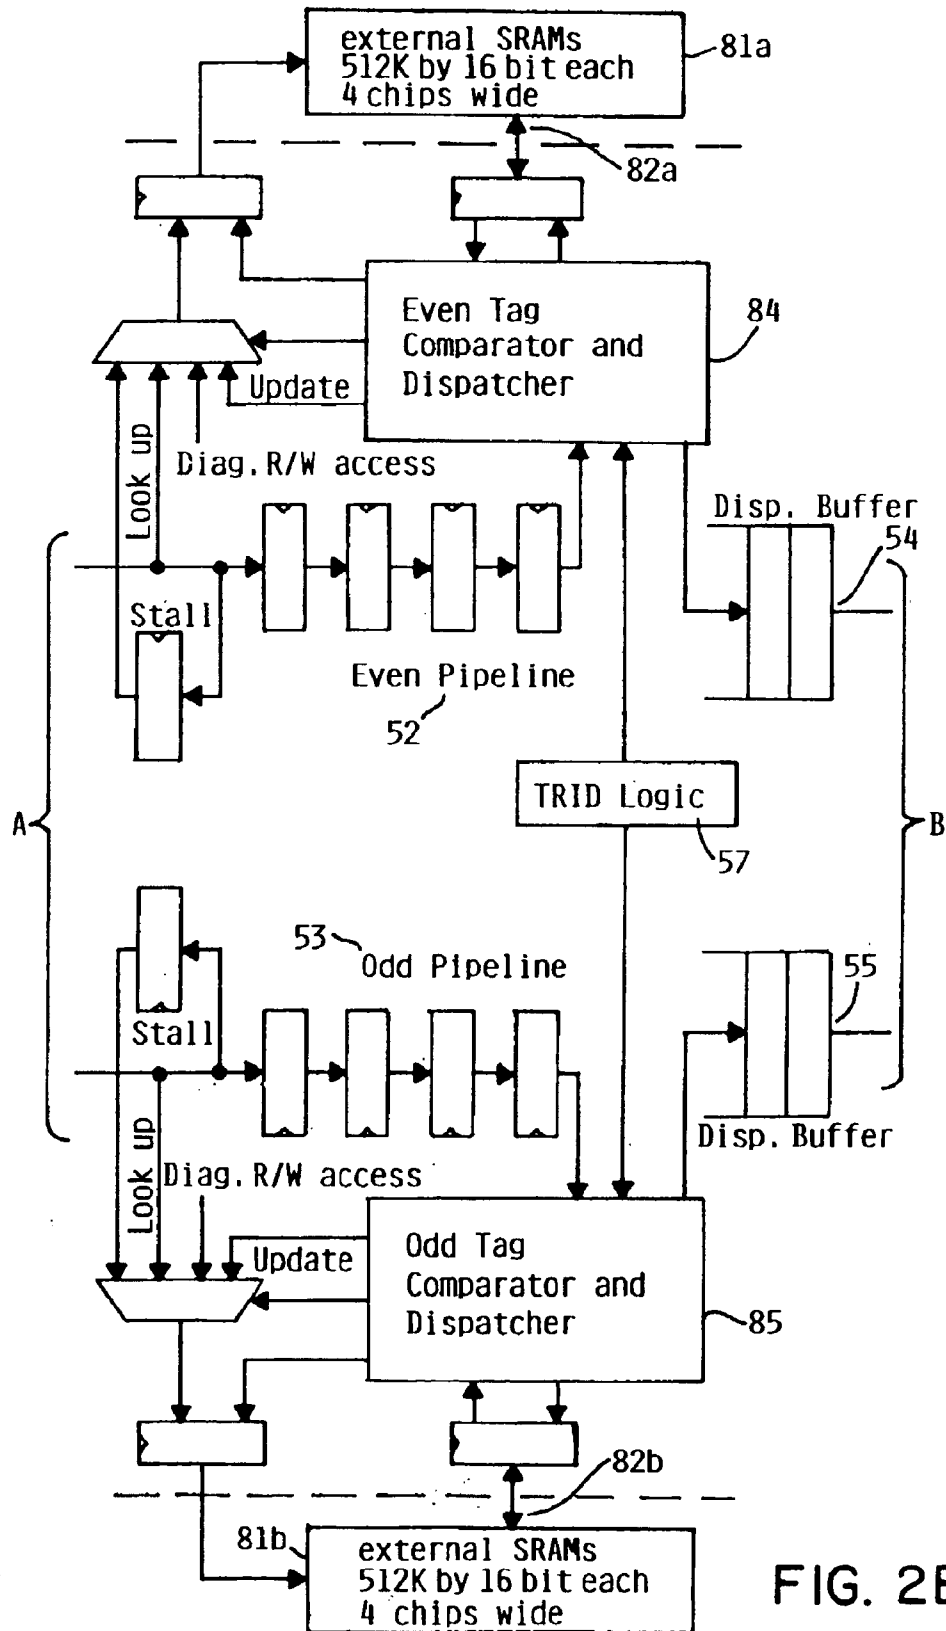 external SRAMs
512K by 16 bit each
4 chips wide
81a
82a
Even Tag
Comparator and
Dispatcher
84
Update
Look up
Diag. R/W access
Disp. Buffer
54
Stall
Even Pipeline
52
A
TRID Logic
B
57
53
Odd Pipeline
55
Stall
Disp. Buffer
Look up
Diag. R/W access
Update
Odd Tag
Comparator and
Dispatcher
85
82b
81b
external SRAMs
512K by 16 bit each
4 chips wide
FIG. 2B